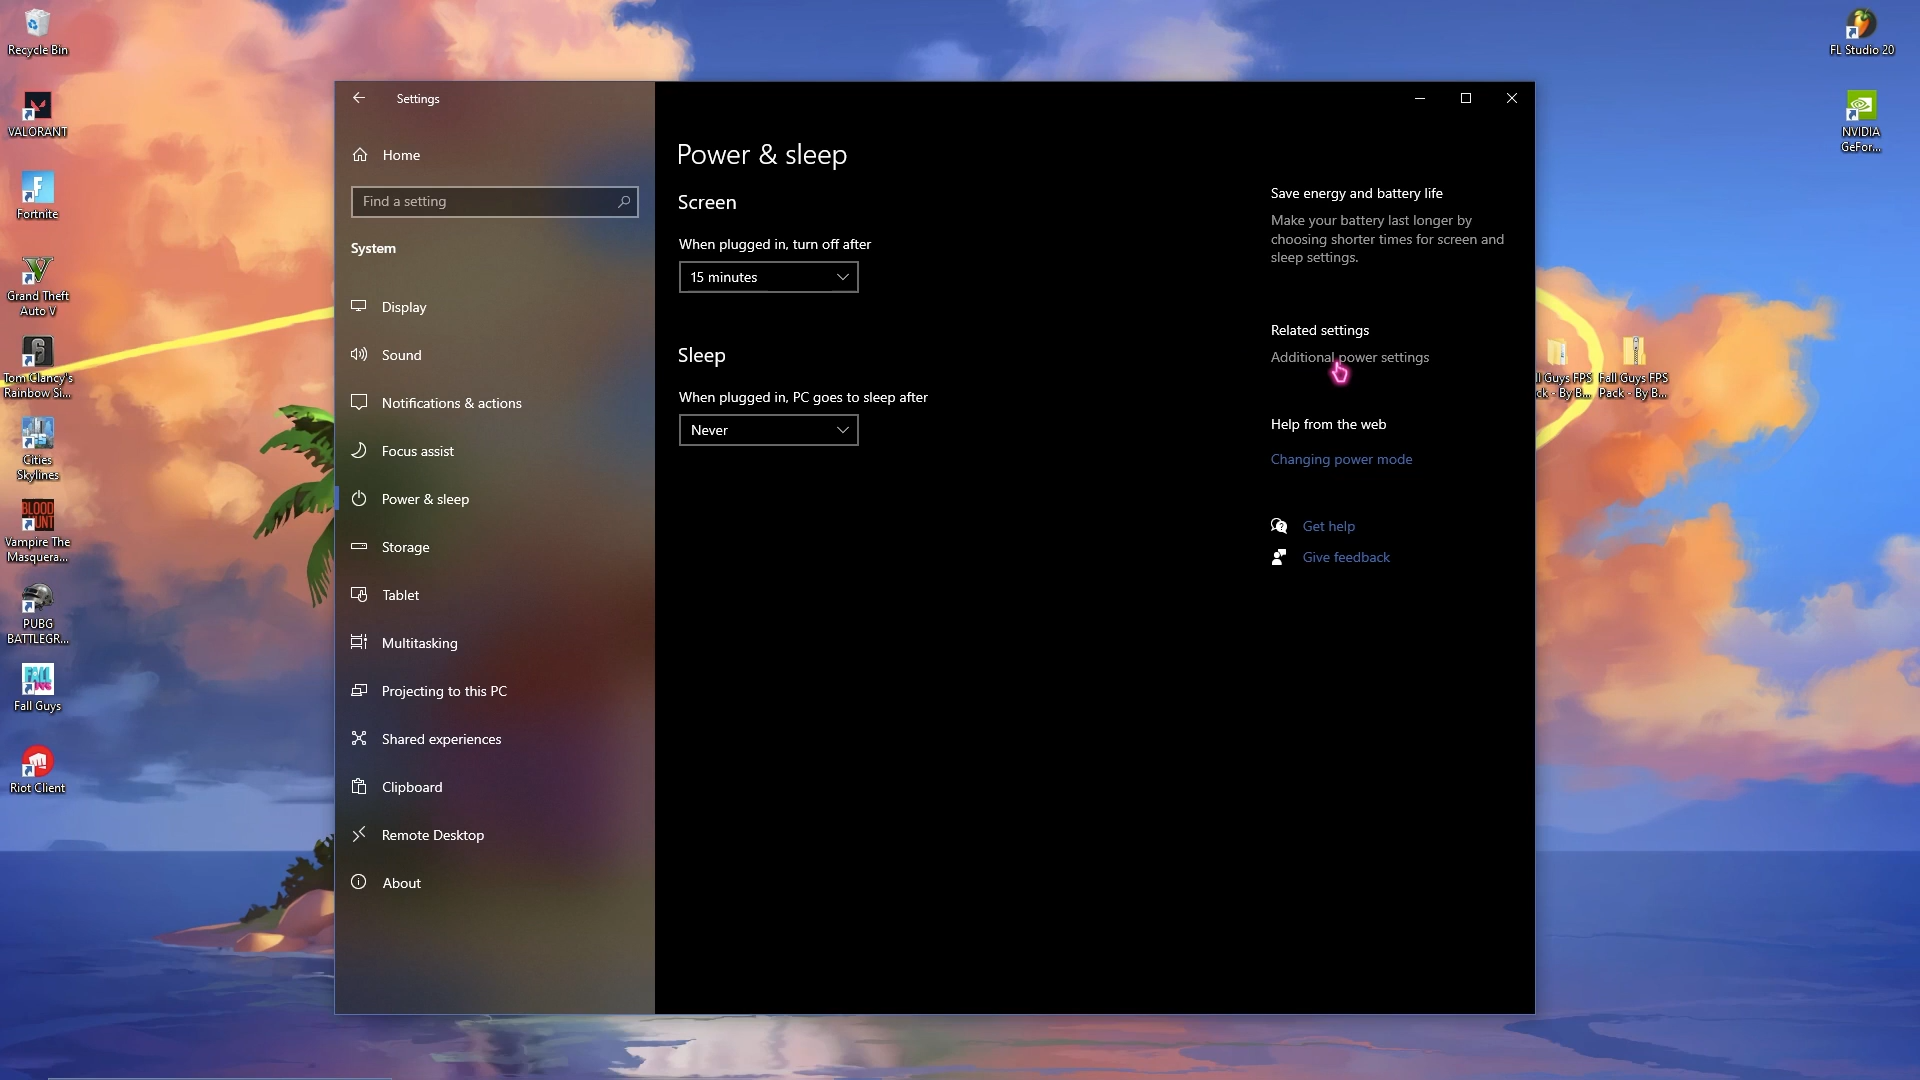 Recycle Bin
VALORANT
Fortnite
Grand Theft
Auto V
Tom Clancy's
Rainbow Si...
Cities
Skylines
BLOOD
HUNT
Vampire The
Masquera...
PUBG
BATTLEGR...
FALL
Fall Guys
Riot Client
Settings
Home
Find a setting
System
Display
Sound
Notifications & actions
Focus assist
Power & sleep
Storage
Tablet
Multitasking
Projecting to this PC
Shared experiences
Clipboard
Remote Desktop
About
Power & sleep
Screen
When plugged in, turn off after
15 minutes
Sleep
When plugged in, PC goes to sleep after
Never
Save energy and battery life
Make your battery last longer by
choosing shorter times for screen and
sleep settings.
Related settings
Additional power settings
Help from the web
Changing power mode
Get help
Give feedback
Guys FPS
By B...
Fall Guys FPS
Pack - By B...
FL Studio 20
NVIDIA
GeFor...